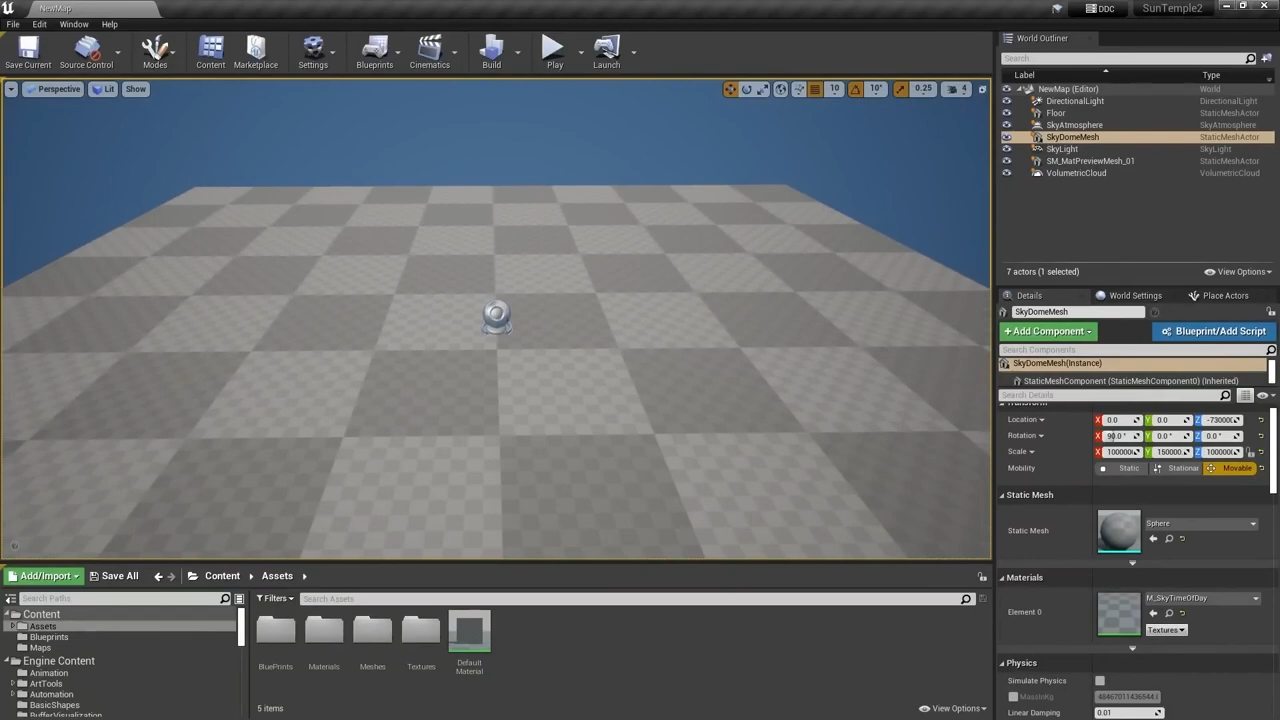 NewMap
DDC
SunTemple2
File
Edit
Window
Help
Save Current
Source Control
Modes
Content
Marketplace
Settings
Blueprints
Cinematics
Build
Play
Launch
Perspective
Lit
Show
10
10°
0.25
4
World Outliner
Search...
Label
Type
NewMap (Editor)
World
DirectionalLight
DirectionalLight
Floor
StaticMeshActor
SkyAtmosphere
SkyAtmosphere
SkyDomeMesh
StaticMeshActor
SkyLight
SkyLight
SM_MatPreviewMesh_01
StaticMeshActor
VolumetricCloud
VolumetricCloud
7 actors (1 selected)
View Options
Details
World Settings
Place Actors
SkyDomeMesh
+ Add Component
Blueprint/Add Script
Search Components
SkyDomeMesh(Instance)
StaticMeshComponent (StaticMeshComponent0) (Inherited)
Search Details
Location
X 0.0
Y 0.0
Z -730000
Rotation
X 90.0 °
Y 0.0 °
Z 0.0 °
Scale
X 100000
Y 150000.
Z 100000
Mobility
Static
Stationar
Movable
Static Mesh
Static Mesh
Sphere
Materials
Element 0
M_SkyTimeOfDay
Textures
Physics
Simulate Physics
MassInKg
Linear Damping
0.01
Add/Import
Save All
Content
Assets
Search Paths
Filters
Search Assets
Content
Assets
Blueprints
Maps
Engine Content
Animation
ArtTools
Automation
BasicShapes
BufferVisualization
BluePrints
Materials
Meshes
Textures
Default
Material
5 items
View Options